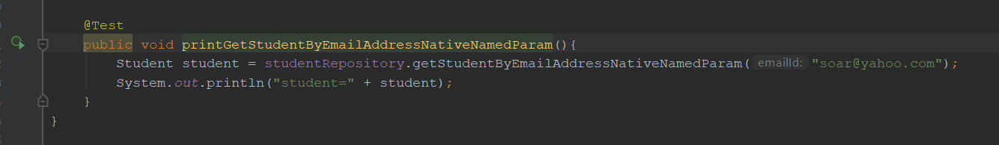 @Test
public void printGetStudentByEmailAddressNativeNamedParam(){
Student student = studentRepository.getStudentByEmailAddressNativeNamedParam( emailId: "soar@yahoo.com");
System.out.println("student=" + student);
}
}